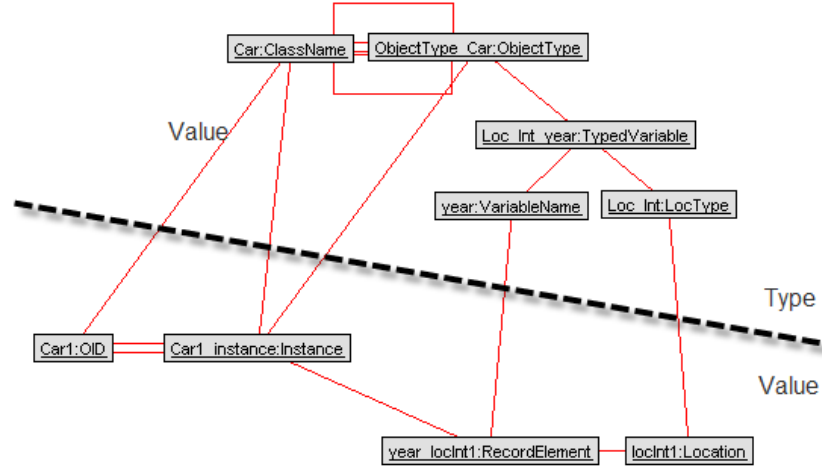 Car:ClassName
ObjectType_Car:ObjectType
Value
Loc_Int_year:TypedVariable
year:VariableName
Loc_Int:LocType
Type
Car1:OID
Car1_instance:Instance
Value
year_locInt1:RecordElement
locInt1:Location